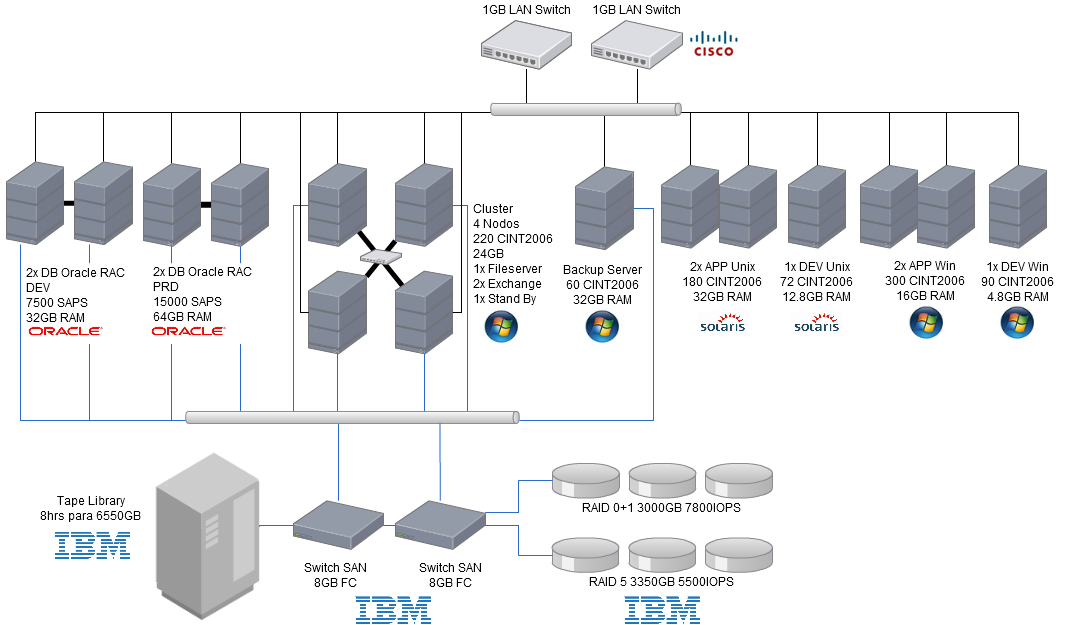 1GB LAN Switch
1GB LAN Switch
CISCO
2x DB Oracle RAC
DEV
7500 SAPS
32GB RAM
ORACLE
2x DB Oracle RAC
PRD
15000 SAPS
64GB RAM
ORACLE
Cluster
4 Nodos
220 CINT2006
24GB
1x Fileserver
2x Exchange
1x Stand By
Backup Server
60 CINT2006
32GB RAM
2x APP Unix
180 CINT2006
32GB RAM
solaris
1x DEV Unix
72 CINT2006
12.8GB RAM
solaris
2x APP Win
300 CINT2006
16GB RAM
1x DEV Win
90 CINT2006
4.8GB RAM
Tape Library
8hrs para 6550GB
IBM
Switch SAN
8GB FC
Switch SAN
8GB FC
IBM
RAID 0+1 3000GB 7800IOPS
RAID 5 3350GB 5500IOPS
IBM